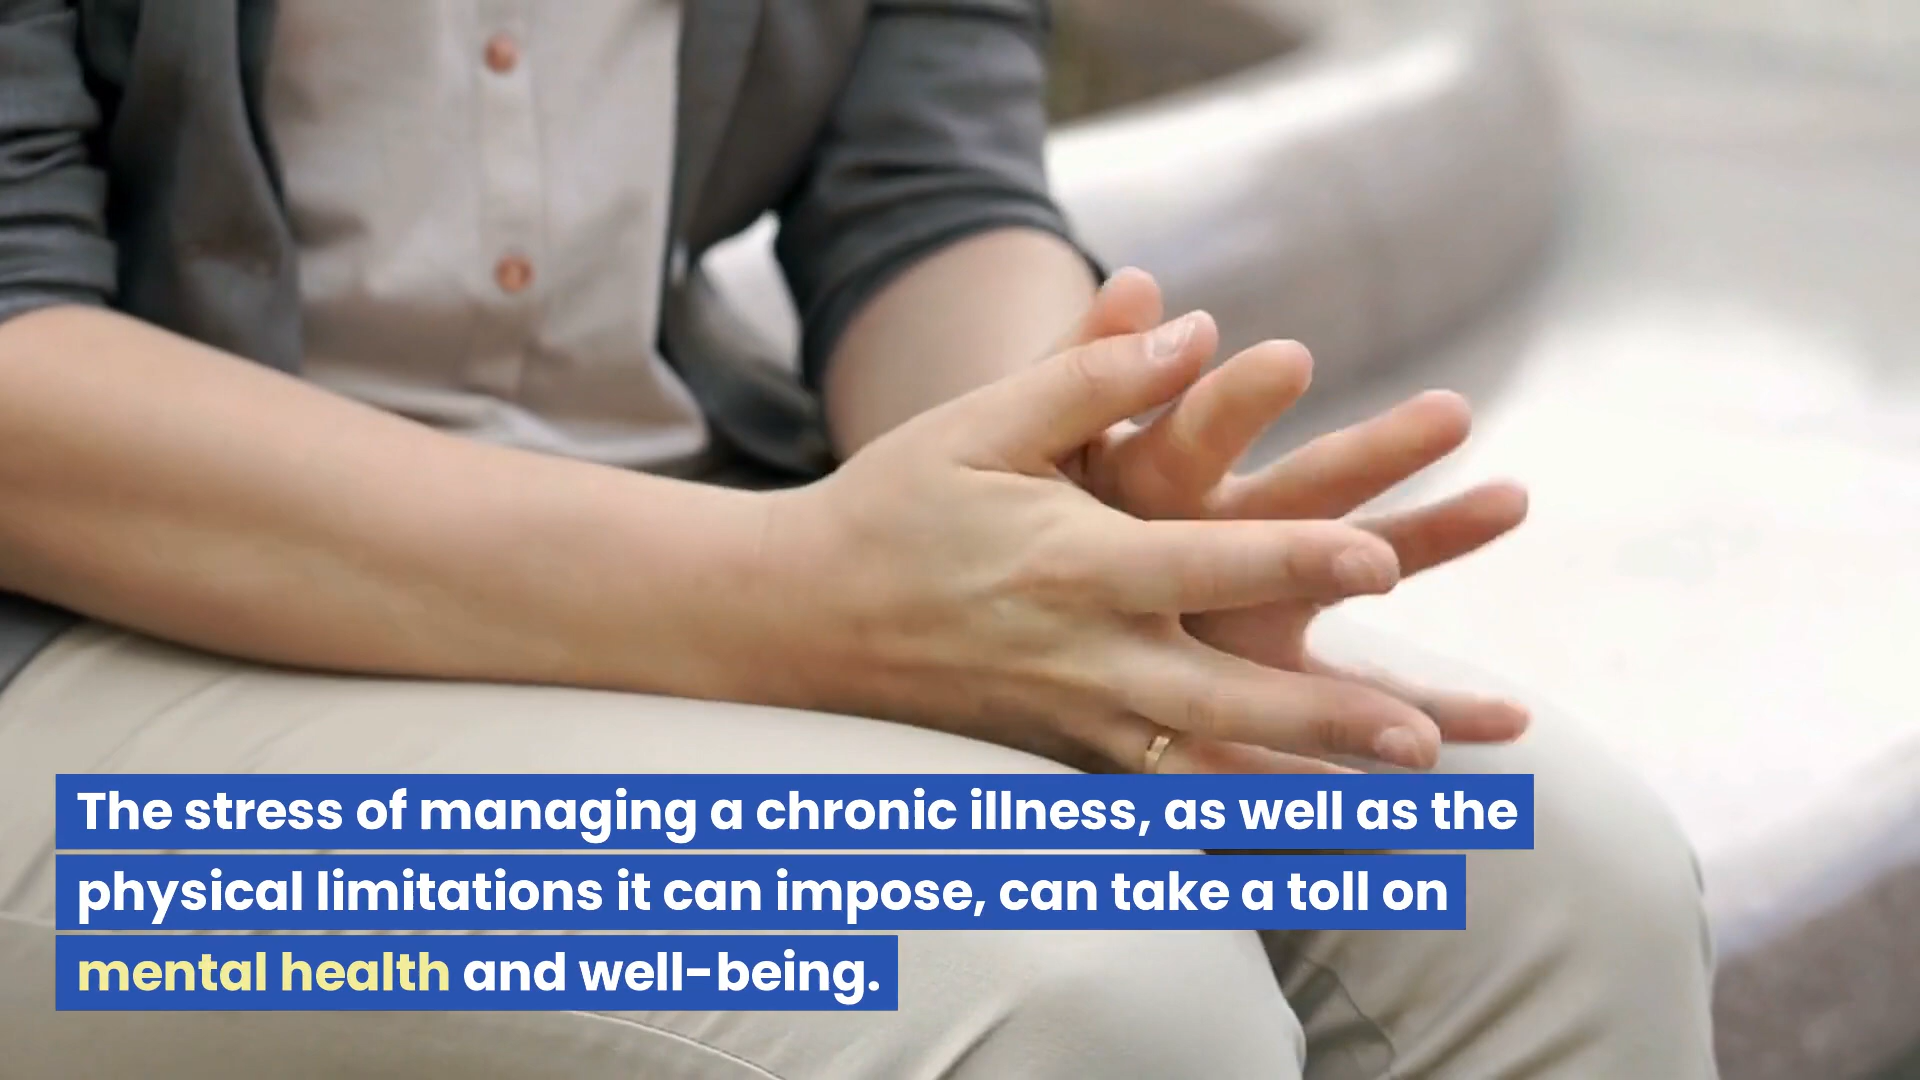 The stress of managing a chronic illness, as well as the
physical limitations it can impose, can take a toll on
mental health and well-being.